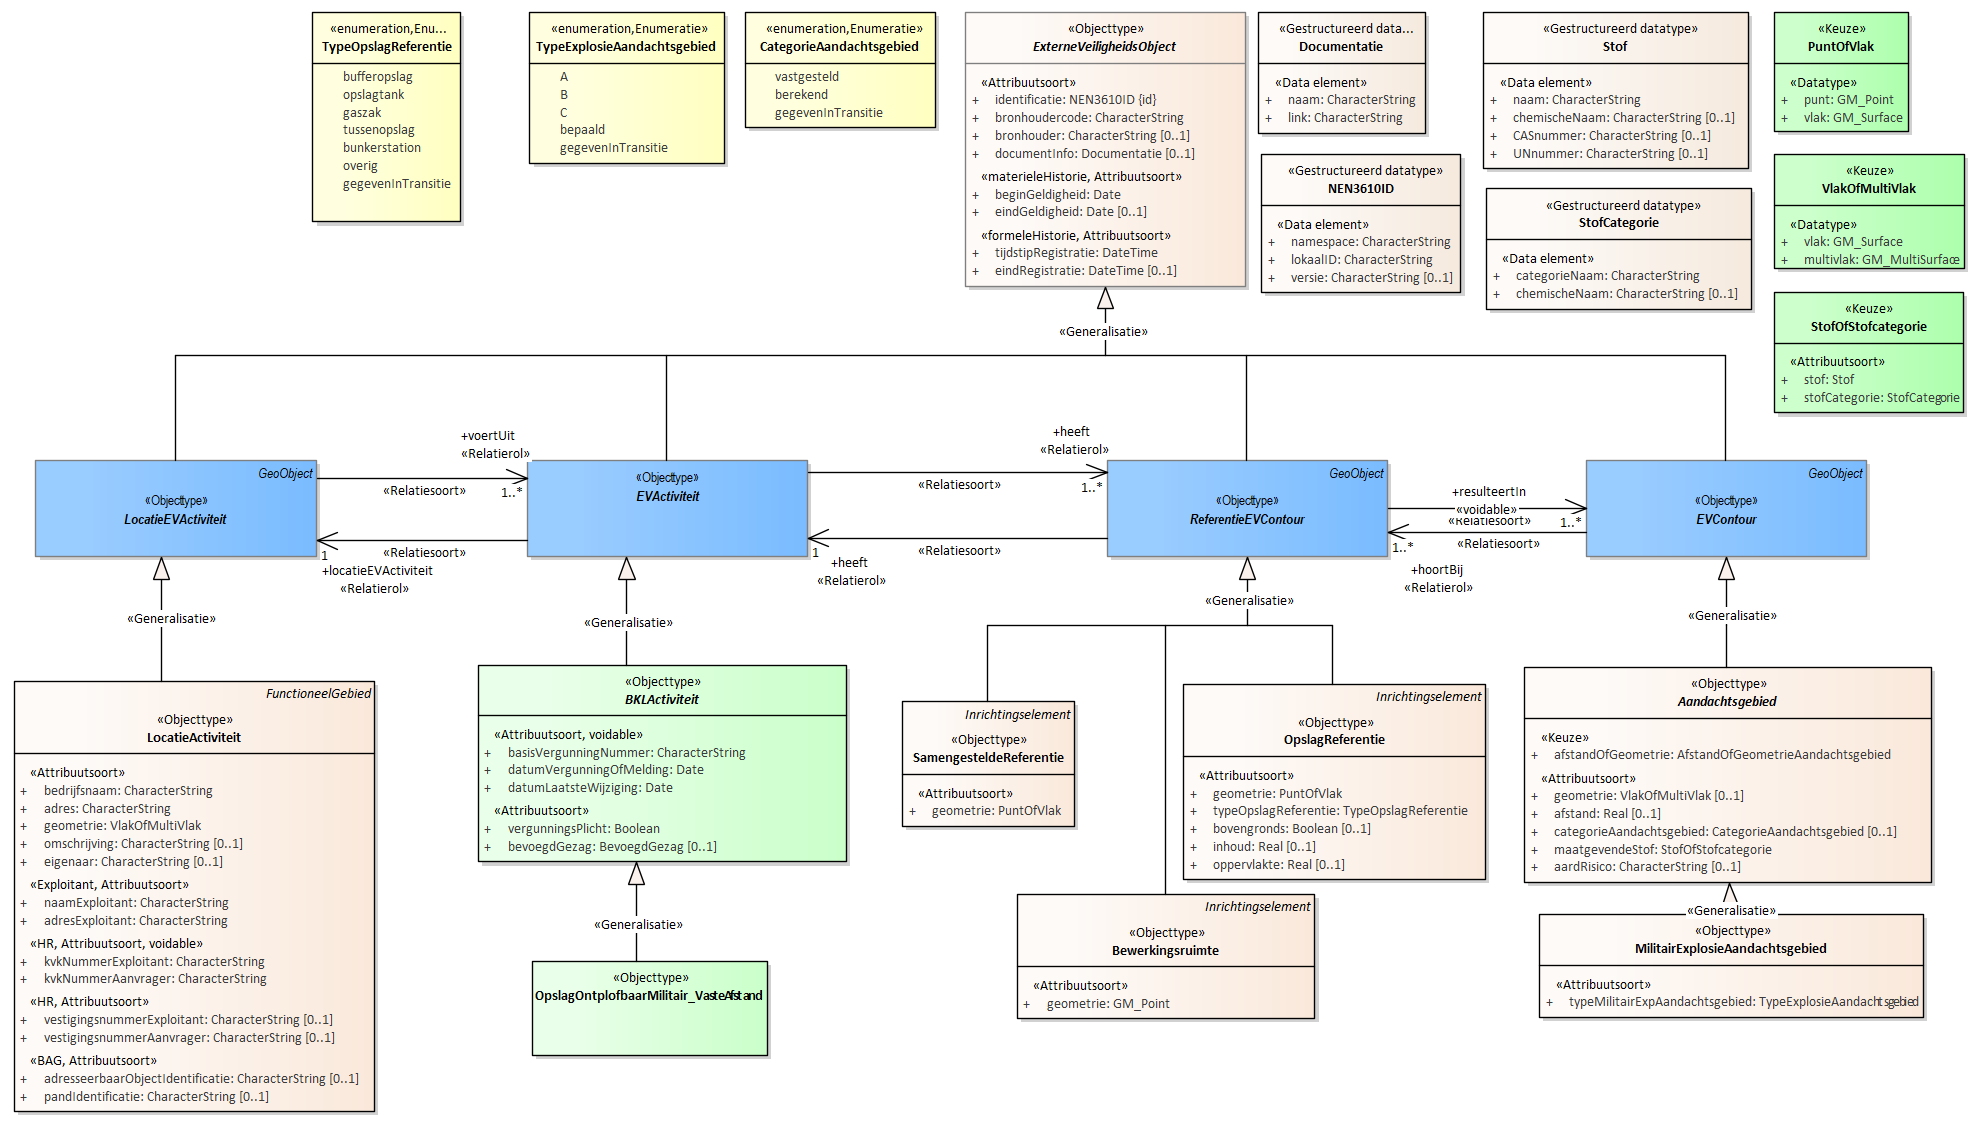 «enumeration,Enu...
TypeOpslagReferentie
bufferopslag
opslagtank
gaszak
tussenopslag
bunkerstation
overig
gegevenInTransitie
«enumeration,Enumeratie»
TypeExplosieAandachtsgebied
A
B
C
bepaald
gegevenInTransitie
«enumeration,Enumeratie»
CategorieAandachtsgebied
vastgesteld
berekend
gegevenInTransitie
«Objecttype»
ExterneVeiligheidsObject
«Attribuutsoort»
+ identificatie: NEN3610ID {id}
+ bronhoudercode: CharacterString
+ bronhouder: CharacterString [0..1]
+ documentInfo: Documentatie [0..1]
«materieleHistorie, Attribuutsoort»
+ beginGeldigheid: Date
+ eindGeldigheid: Date [0..1]
«formeleHistorie, Attribuutsoort»
+ tijdstipRegistratie: DateTime
+ eindRegistratie: DateTime [0..1]
«Gestructureerd data...
Documentatie
«Data element»
+ naam: CharacterString
+ link: CharacterString
«Gestructureerd datatype»
NEN3610ID
«Data element»
+ namespace: CharacterString
+ lokaalID: CharacterString
+ versie: CharacterString [0..1]
«Gestructureerd datatype»
Stof
«Data element»
+ naam: CharacterString
+ chemischeNaam: CharacterString [0..1]
+ CASnummer: CharacterString [0..1]
+ UNnummer: CharacterString [0..1]
«Gestructureerd datatype»
StofCategorie
«Data element»
+ categorieNaam: CharacterString
+ chemischeNaam: CharacterString [0..1]
«Keuze»
PuntOfVlak
«Datatype»
+ punt: GM_Point
+ vlak: GM_Surface
«Keuze»
VlakOfMultiVlak
«Datatype»
+ vlak: GM_Surface
+ multivlak: GM_MultiSurface
«Keuze»
StofOfStofcategorie
«Attribuutsoort»
+ stof: Stof
+ stofCategorie: StofCategorie
«Generalisatie»
GeoObject
«Objecttype»
LocatieEVActiviteit
+voertUit
«Relatierol»
«Relatiesoort»
1..*
«Relatiesoort»
1
+locatieEVActiviteit
«Relatierol»
«Objecttype»
EVActiviteit
+heeft
«Relatierol»
«Relatiesoort»
1..*
«Relatiesoort»
1
+heeft
«Relatierol»
GeoObject
«Objecttype»
ReferentieEVContour
+resulteertIn
«voidable»
«Relatiesoort»
1..*
«Relatiesoort»
1..*
+hoortBij
«Relatierol»
GeoObject
«Objecttype»
EVContour
«Generalisatie»
«Generalisatie»
«Generalisatie»
«Generalisatie»
FunctioneelGebied
«Objecttype»
LocatieActiviteit
«Attribuutsoort»
+ bedrijfsnaam: CharacterString
+ adres: CharacterString
+ geometrie: VlakOfMultiVlak
+ omschrijving: CharacterString [0..1]
+ eigenaar: CharacterString [0..1]
«Exploitant, Attribuutsoort»
+ naamExploitant: CharacterString
+ adresExploitant: CharacterString
«HR, Attribuutsoort, voidable»
+ kvkNummerExploitant: CharacterString
+ kvkNummerAanvrager: CharacterString
«HR, Attribuutsoort»
+ vestigingsnummerExploitant: CharacterString [0..1]
+ vestigingsnummerAanvrager: CharacterString [0..1]
«BAG, Attribuutsoort»
+ adresseerbaarObjectIdentificatie: CharacterString [0..1]
+ pandIdentificatie: CharacterString [0..1]
«Objecttype»
BKLActiviteit
«Attribuutsoort, voidable»
+ basisVergunningNummer: CharacterString
+ datumVergunningOfMelding: Date
+ datumLaatsteWijziging: Date
«Attribuutsoort»
+ vergunningsPlicht: Boolean
+ bevoegdGezag: BevoegdGezag [0..1]
«Generalisatie»
«Objecttype»
OpslagOntplofbaarMilitair_VasteAfstand
Inrichtingselement
«Objecttype»
SamengesteldeReferentie
«Attribuutsoort»
+ geometrie: PuntOfVlak
Inrichtingselement
«Objecttype»
OpslagReferentie
«Attribuutsoort»
+ geometrie: PuntOfVlak
+ typeOpslagReferentie: TypeOpslagReferentie
+ bovengronds: Boolean [0..1]
+ inhoud: Real [0..1]
+ oppervlakte: Real [0..1]
Inrichtingselement
«Objecttype»
Bewerkingsruimte
«Attribuutsoort»
+ geometrie: GM_Point
«Objecttype»
Aandachtsgebied
«Keuze»
+ afstandOfGeometrie: AfstandOfGeometrieAandachtsgebied
«Attribuutsoort»
+ geometrie: VlakOfMultiVlak [0..1]
+ afstand: Real [0..1]
+ categorieAandachtsgebied: CategorieAandachtsgebied [0..1]
+ maatgevendeStof: StofOfStofcategorie
+ aardRisico: CharacterString [0..1]
«Generalisatie»
«Objecttype»
MilitairExplosieAandachtsgebied
«Attribuutsoort»
+ typeMilitairExpAandachtsgebied: TypeExplosieAandachtsgebied